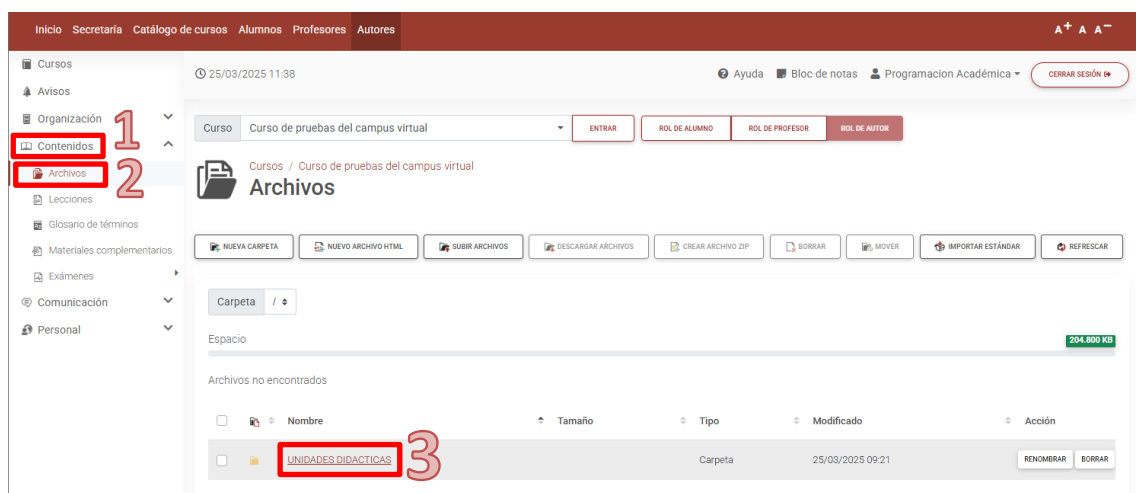 Inicio Secretaría Catálogo de cursos Alumnos Profesores Autores A+ A A-
Cursos
Avisos
Organización
Contenidos
Archivos
Lecciones
Glosario de términos
Materiales complementarios
Exámenes
Comunicación
Personal
1
2
25/03/2025 11:38 Ayuda Bloc de notas Programacion Académica CERRAR SESIÓN
Curso Curso de pruebas del campus virtual ENTRAR ROL DE ALUMNO ROL DE PROFESOR ROL DE AUTOR
Cursos / Curso de pruebas del campus virtual
Archivos
NUEVA CARPETA NUEVO ARCHIVO HTML SUBIR ARCHIVOS DESCARGAR ARCHIVOS CREAR ARCHIVO ZIP BORRAR MOVER IMPORTAR ESTÁNDAR REFRESCAR
Carpeta /
Espacio 204.800 KB
Archivos no encontrados
Nombre Tamaño Tipo Modificado Acción
UNIDADES DIDACTICAS 3 Carpeta 25/03/2025 09:21 RENOMBRAR BORRAR